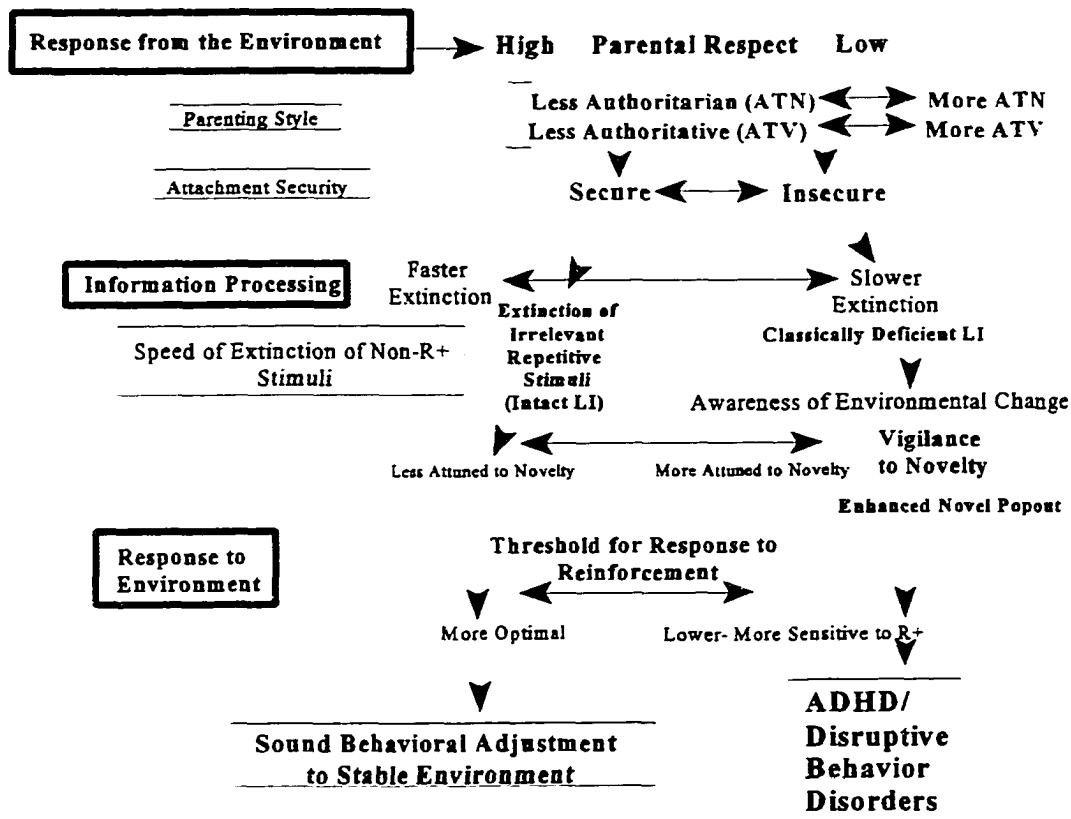 Response from the Environment
High Parental Respect Low
Parenting Style
Less Authoritarian (ATN)
More ATN
Less Authoritative (ATV)
More ATV
Attachment Security
Secure
Insecure
Information Processing
Faster
Extinction
Slower
Extinction
Speed of Extinction of Non-R+
Stimuli
Extinction of
Irrelevant
Repetitive
Stimuli
(Intact LI)
Classically Deficient LI
Awareness of Environmental Change
Less Attuned to Novelty
More Attuned to Novelty
Vigilance
to Novelty
Enhanced Novel Popout
Response to
Environment
Threshold for Response to
Reinforcement
More Optimal
Lower- More Sensitive to R+
Sound Behavioral Adjustment
to Stable Environment
ADHD/
Disruptive
Behavior
Disorders